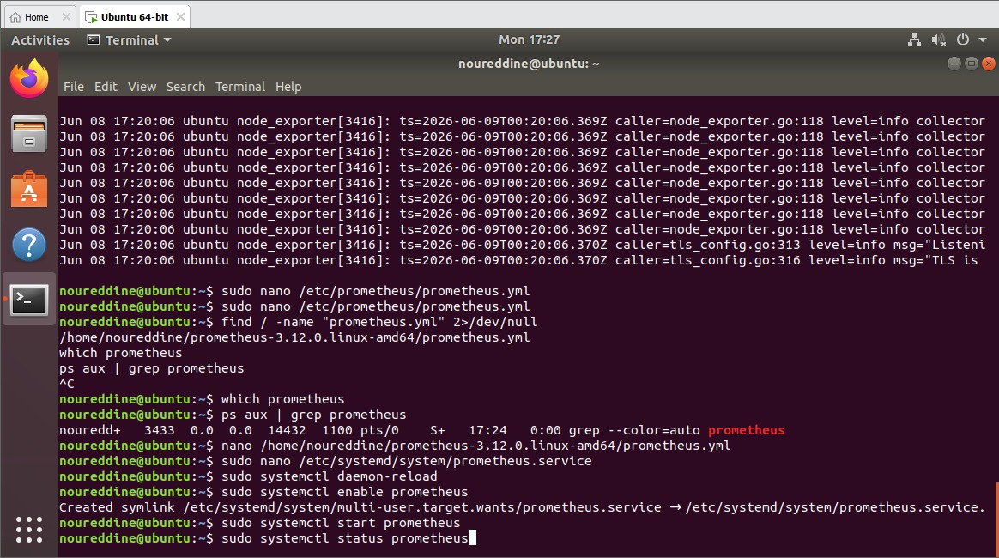 Home
Ubuntu 64-bit
Activities Terminal Mon 17:27
noureddine@ubuntu: ~
File Edit View Search Terminal Help
Jun 08 17:20:06 ubuntu node_exporter[3416]: ts=2026-06-09T00:20:06.369Z caller=node_exporter.go:118 level=info collector
Jun 08 17:20:06 ubuntu node_exporter[3416]: ts=2026-06-09T00:20:06.369Z caller=node_exporter.go:118 level=info collector
Jun 08 17:20:06 ubuntu node_exporter[3416]: ts=2026-06-09T00:20:06.369Z caller=node_exporter.go:118 level=info collector
Jun 08 17:20:06 ubuntu node_exporter[3416]: ts=2026-06-09T00:20:06.369Z caller=node_exporter.go:118 level=info collector
Jun 08 17:20:06 ubuntu node_exporter[3416]: ts=2026-06-09T00:20:06.369Z caller=node_exporter.go:118 level=info collector
Jun 08 17:20:06 ubuntu node_exporter[3416]: ts=2026-06-09T00:20:06.369Z caller=node_exporter.go:118 level=info collector
Jun 08 17:20:06 ubuntu node_exporter[3416]: ts=2026-06-09T00:20:06.369Z caller=node_exporter.go:118 level=info collector
Jun 08 17:20:06 ubuntu node_exporter[3416]: ts=2026-06-09T00:20:06.369Z caller=node_exporter.go:118 level=info collector
Jun 08 17:20:06 ubuntu node_exporter[3416]: ts=2026-06-09T00:20:06.370Z caller=tls_config.go:313 level=info msg="Listeni
Jun 08 17:20:06 ubuntu node_exporter[3416]: ts=2026-06-09T00:20:06.370Z caller=tls_config.go:316 level=info msg="TLS is
noureddine@ubuntu:~$ sudo nano /etc/prometheus/prometheus.yml
noureddine@ubuntu:~$ sudo nano /etc/prometheus/prometheus.yml
noureddine@ubuntu:~$ find / -name "prometheus.yml" 2>/dev/null
/home/noureddine/prometheus-3.12.0.linux-amd64/prometheus.yml
which prometheus
ps aux | grep prometheus
^C
noureddine@ubuntu:~$ which prometheus
noureddine@ubuntu:~$ ps aux | grep prometheus
nouredd+   3433  0.0  0.0  14432  1100 pts/0    S+   17:24   0:00 grep --color=auto prometheus
noureddine@ubuntu:~$ nano /home/noureddine/prometheus-3.12.0.linux-amd64/prometheus.yml
noureddine@ubuntu:~$ sudo nano /etc/systemd/system/prometheus.service
noureddine@ubuntu:~$ sudo systemctl daemon-reload
noureddine@ubuntu:~$ sudo systemctl enable prometheus
Created symlink /etc/systemd/system/multi-user.target.wants/prometheus.service → /etc/systemd/system/prometheus.service.
noureddine@ubuntu:~$ sudo systemctl start prometheus
noureddine@ubuntu:~$ sudo systemctl status prometheus